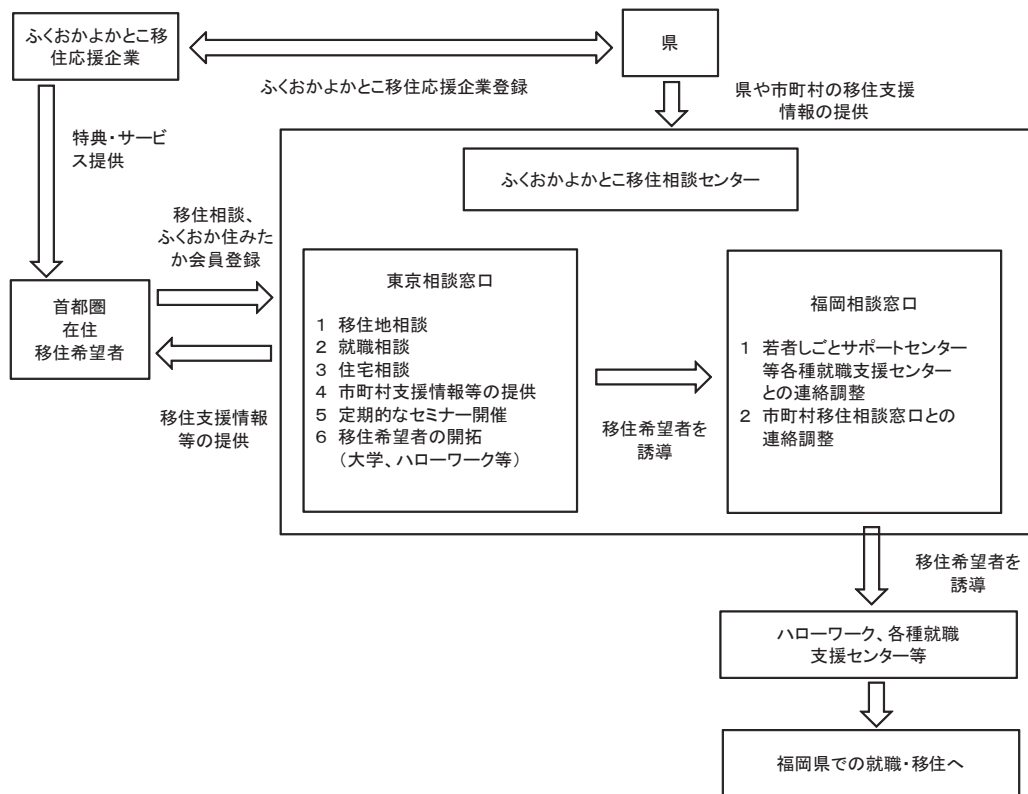 ふくおかよかとこ移
住応援企業
県
ふくおかよかとこ移住応援企業登録
県や市町村の移住支援
情報の提供
特典・サービ
ス提供
ふくおかよかとこ移住相談センター
移住相談、
ふくおか住みた
か会員登録
首都圏
在住
移住希望者
移住支援情報
等の提供
東京相談窓口
1 移住地相談
2 就職相談
3 住宅相談
4 市町村支援情報等の提供
5 定期的なセミナー開催
6 移住希望者の開拓
(大学、ハローワーク等)
移住希望者を
誘導
福岡相談窓口
1 若者しごとサポートセンター
等各種就職支援センター
との連絡調整
2 市町村移住相談窓口との
連絡調整
移住希望者を
誘導
ハローワーク、各種就職
支援センター等
福岡県での就職・移住へ